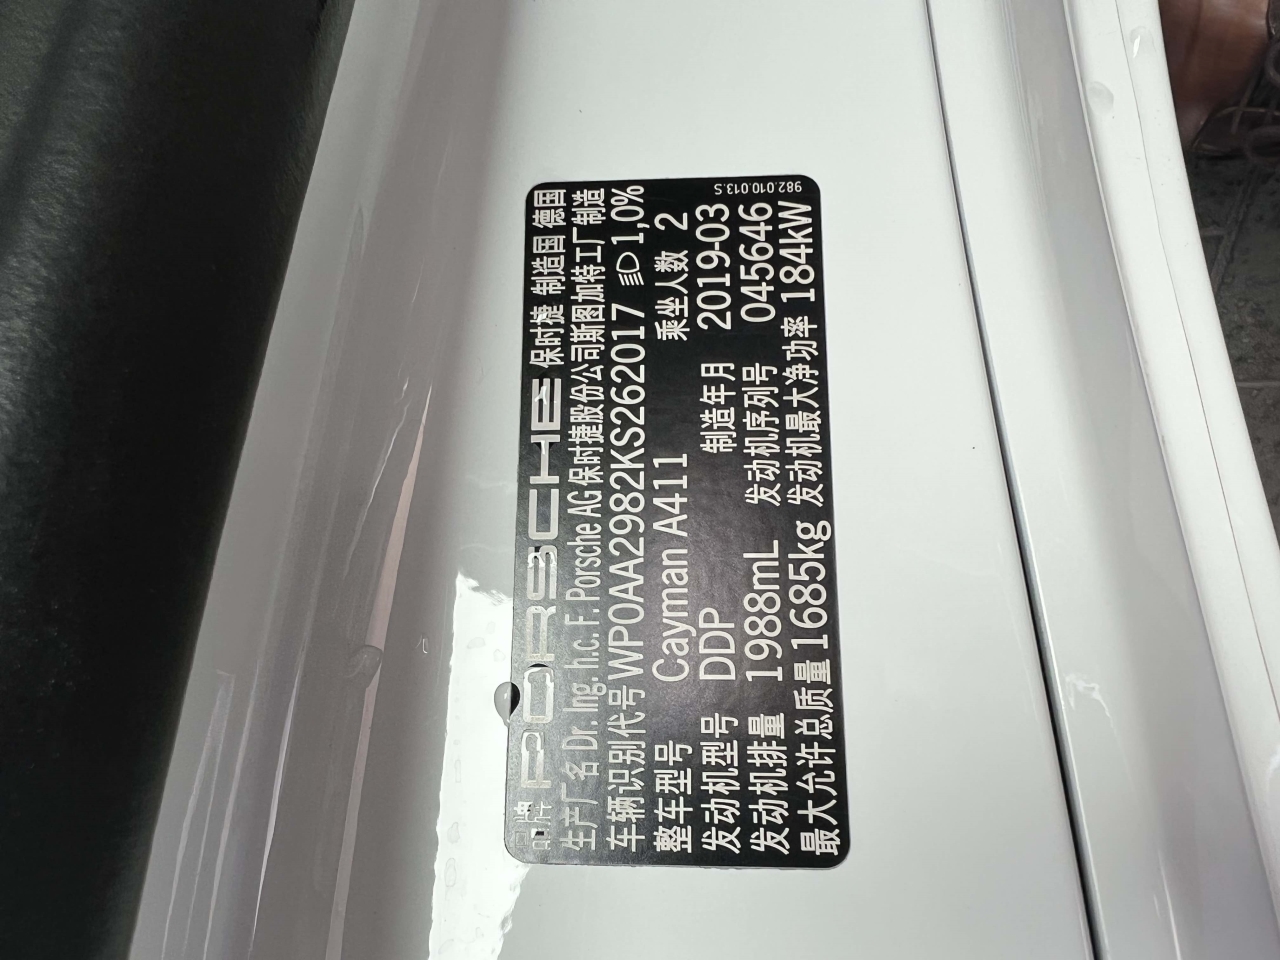 品牌 PORSCHE 保时捷 制造国 德国
生产厂名 Dr. Ing. h.c. F. Porsche AG 保时捷股份公司斯图加特工厂制造
车辆识别代号 WP0AA2982KS262017 1,0%
整车型号 Cayman A411 乘坐人数 2
发动机型号 DDP 制造年月 2019-03
发动机排量 1988mL 发动机序列号 045646
最大允许总质量 1685kg 发动机最大净功率 184kW
982.010.013.S